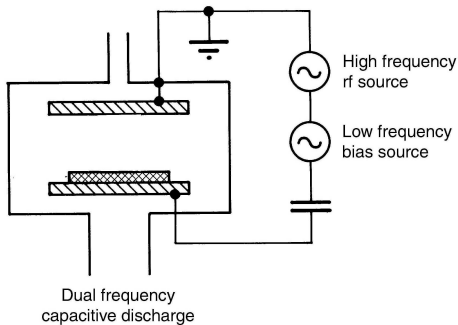 High frequency
rf source
Low frequency
bias source
Dual frequency
capacitive discharge